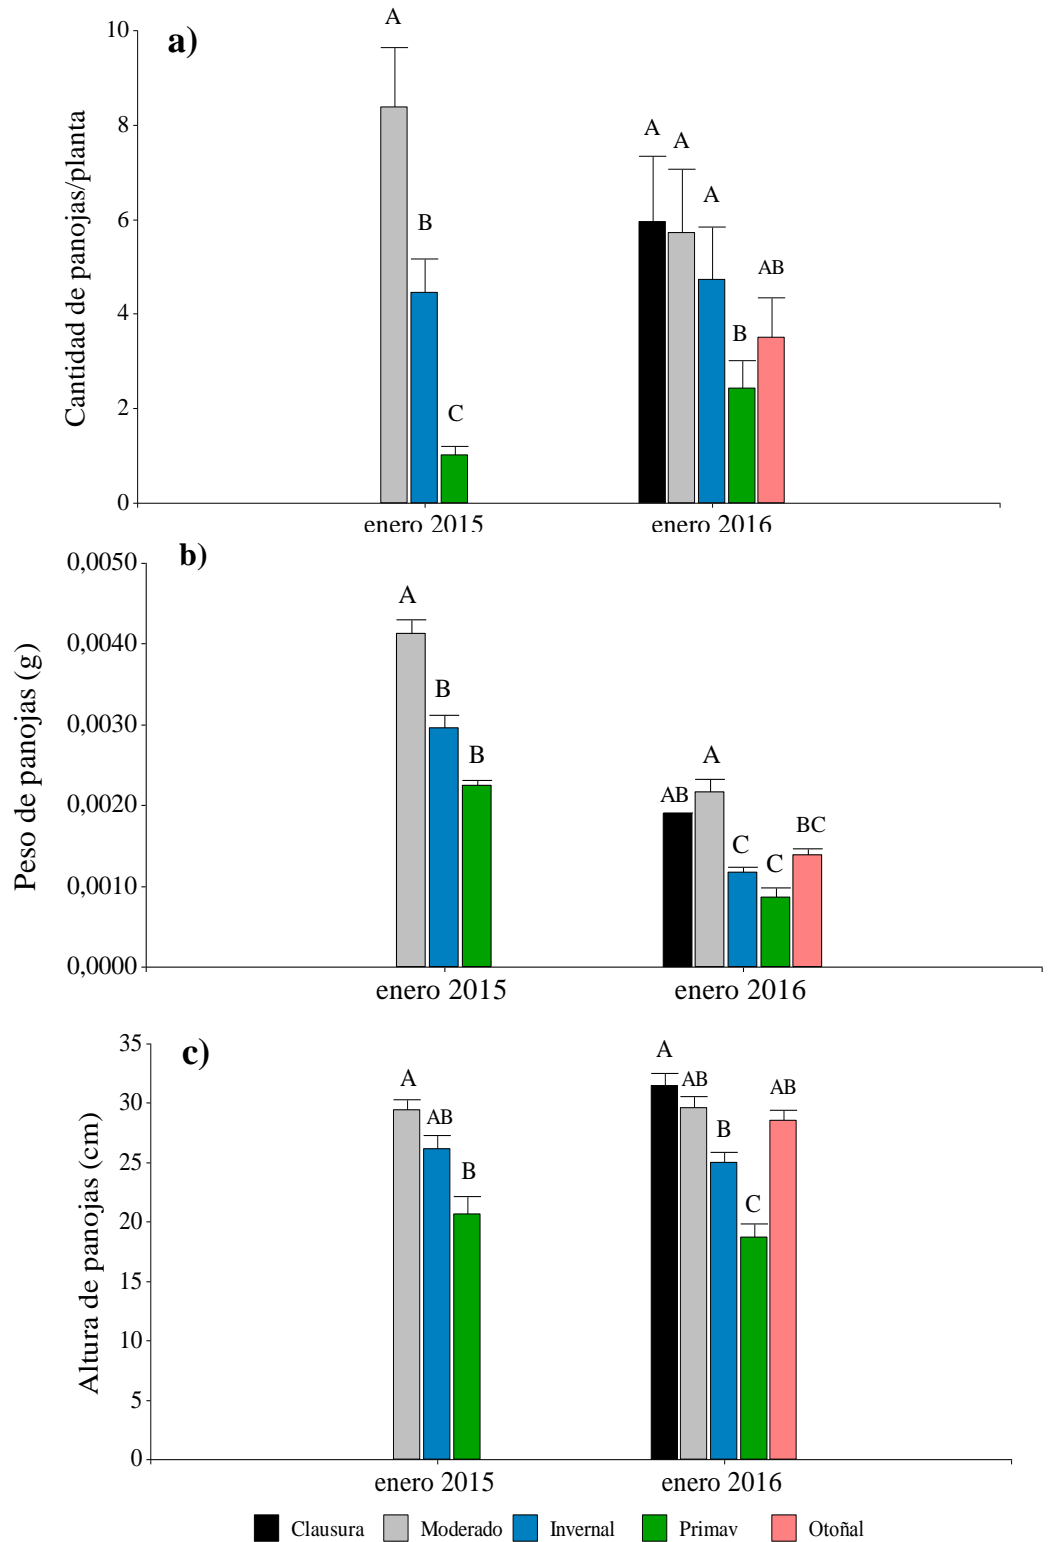 a)
Cantidad de panojas/planta
10
8
6
4
2
0
A
B
C
A
A
A
B
AB
enero 2015
enero 2016
b)
Peso de panojas (g)
0,0050
0,0040
0,0030
0,0020
0,0010
0,0000
A
B
B
AB
A
C
C
BC
enero 2015
enero 2016
c)
Altura de panojas (cm)
35
30
25
20
15
10
5
0
A
AB
B
A
AB
B
C
AB
enero 2015
enero 2016
Clausura Moderado Invernal Primav Otoñal